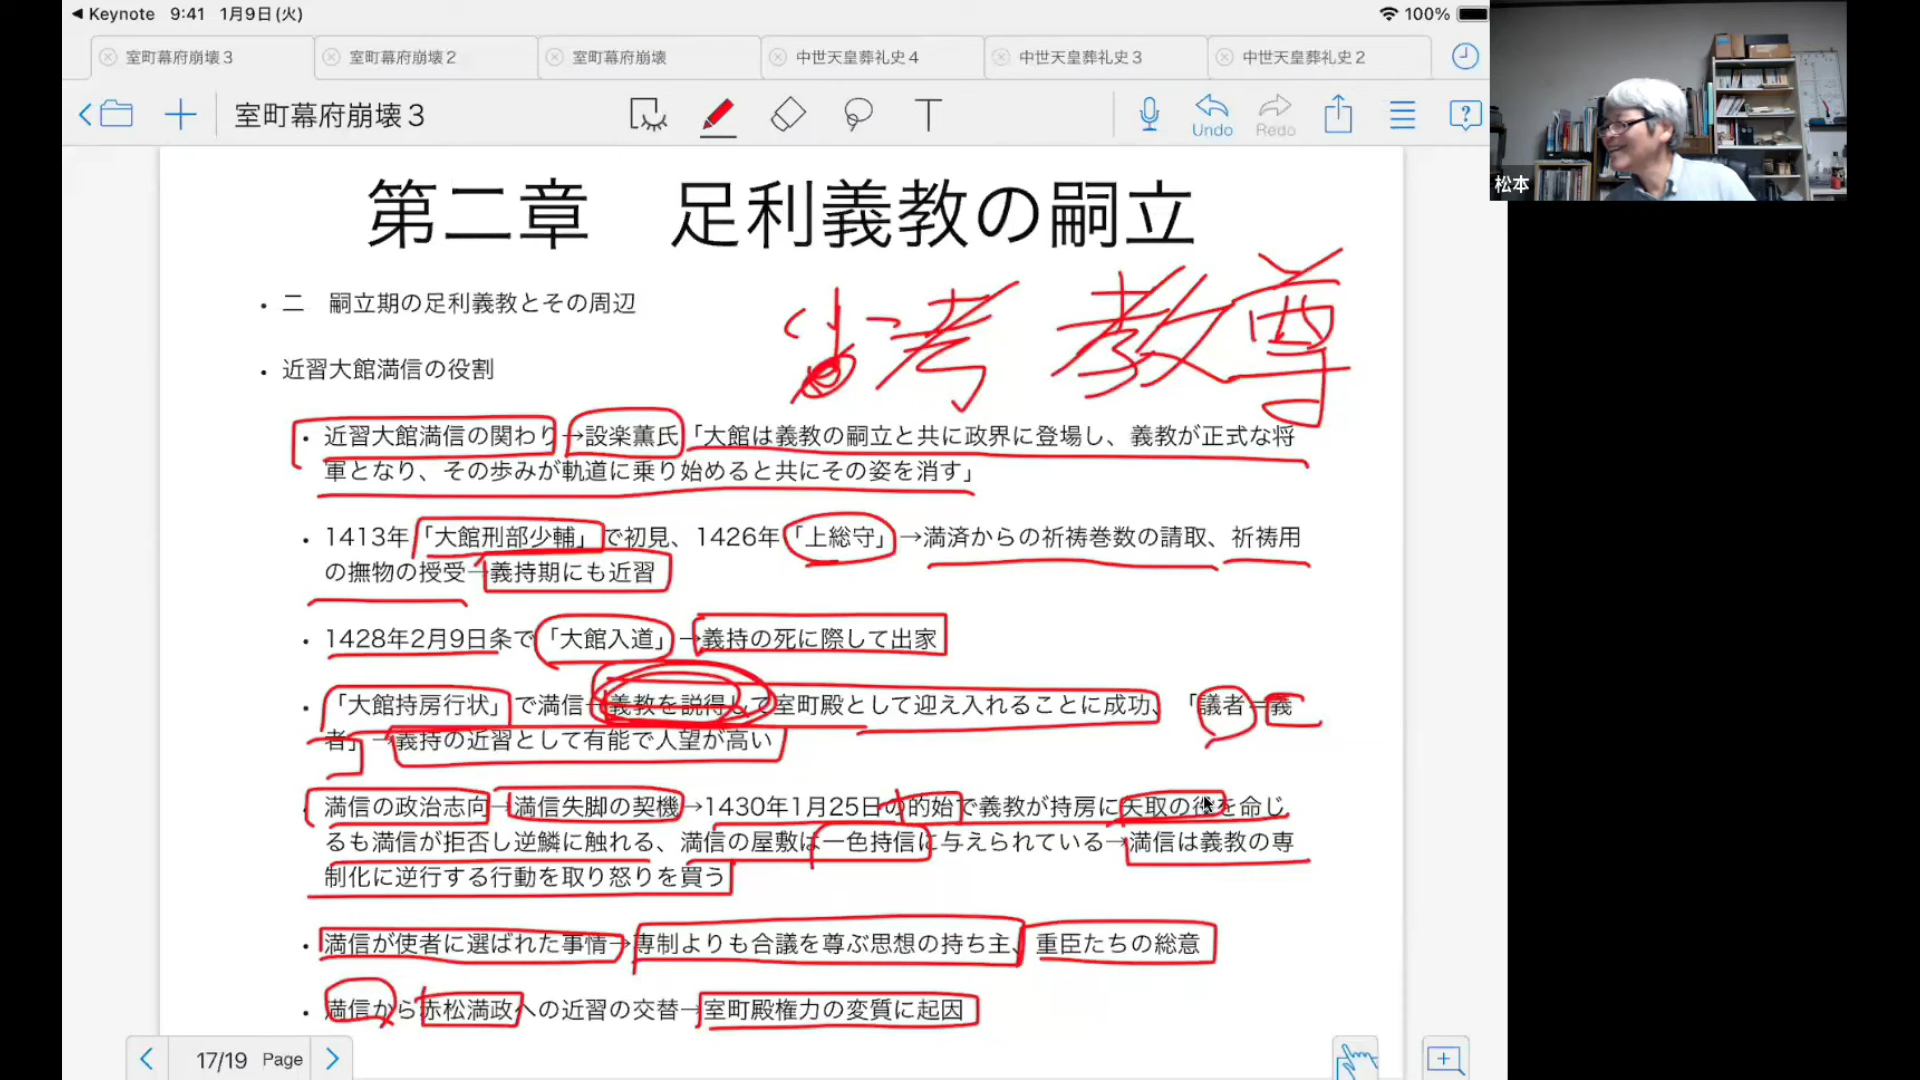 Keynote 9:41 1月9日(火) 100%
室町幕府崩壊3 室町幕府崩壊2 室町幕府崩壊 中世天皇葬礼史4 中世天皇葬礼史3 中世天皇葬礼史2
室町幕府崩壊3 T Undo Redo ?
松本
第二章 足利義教の嗣立
考 教 尊
・二 嗣立期の足利義教とその周辺
・近習大館満信の役割
・近習大館満信の関わり→設楽薫氏「大館は義教の嗣立と共に政界に登場し、義教が正式な将
軍となり、その歩みが軌道に乗り始めると共にその姿を消す」
・1413年「大館刑部少輔」で初見、1426年「上総守」→満済からの祈祷巻数の請取、祈祷用
の撫物の授受→義持期にも近習
・1428年2月9日条で「大館入道」→義持の死に際して出家
・「大館持房行状」で満信→義教を説得して室町殿として迎え入れることに成功、「議者=義
者」→義持の近習として有能で人望が高い
・満信の政治志向→満信失脚の契機→1430年1月25日の的始で義教が持房に矢取の役を命じ
るも満信が拒否し逆鱗に触れる、満信の屋敷は一色持信に与えられている→満信は義教の専
制化に逆行する行動を取り怒りを買う
・満信が使者に選ばれた事情→専制よりも合議を尊ぶ思想の持ち主、重臣たちの総意
・満信から赤松満政への近習の交替→室町殿権力の変質に起因
17/19 Page